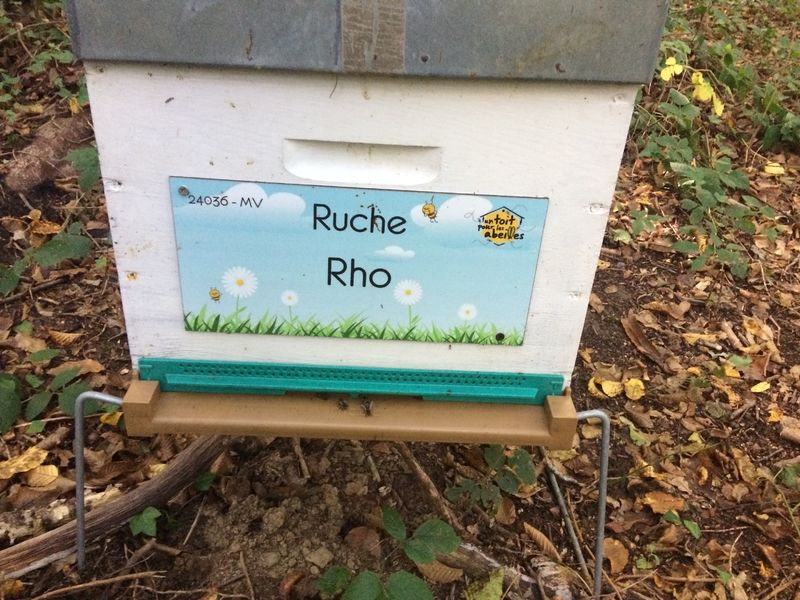 24036 - MV
Ruche
Rho
un toit
pour les
abeilles